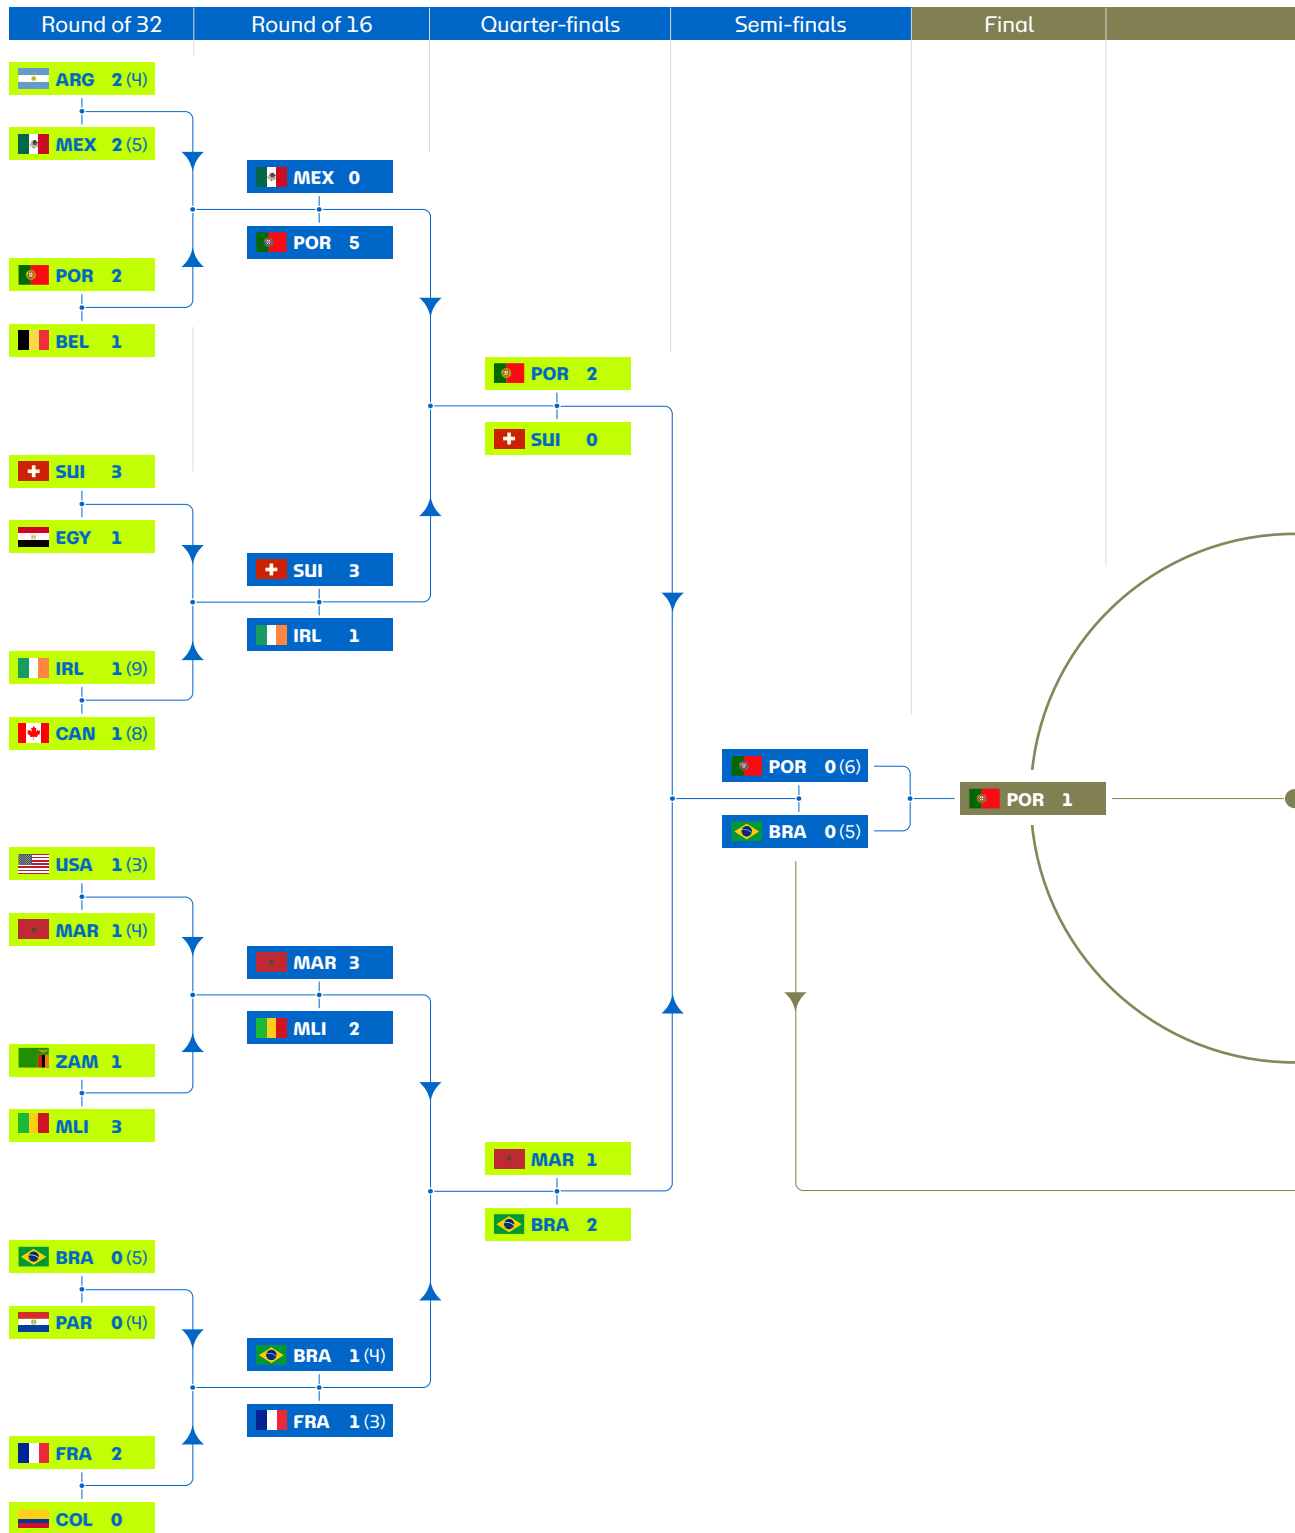 Round of 32 Round of 16 Quarter-finals Semi-finals Final
ARG 2 (4)
MEX 2 (5)
MEX 0
POR 5
POR 2
BEL 1
POR 2
SUI 0
SUI 3
EGY 1
SUI 3
IRL 1
IRL 1 (9)
CAN 1 (8)
POR 0 (6)
BRA 0 (5)
POR 1
USA 1 (3)
MAR 1 (4)
MAR 3
MLI 2
ZAM 1
MLI 3
MAR 1
BRA 2
BRA 0 (5)
PAR 0 (4)
BRA 1 (4)
FRA 1 (3)
FRA 2
COL 0